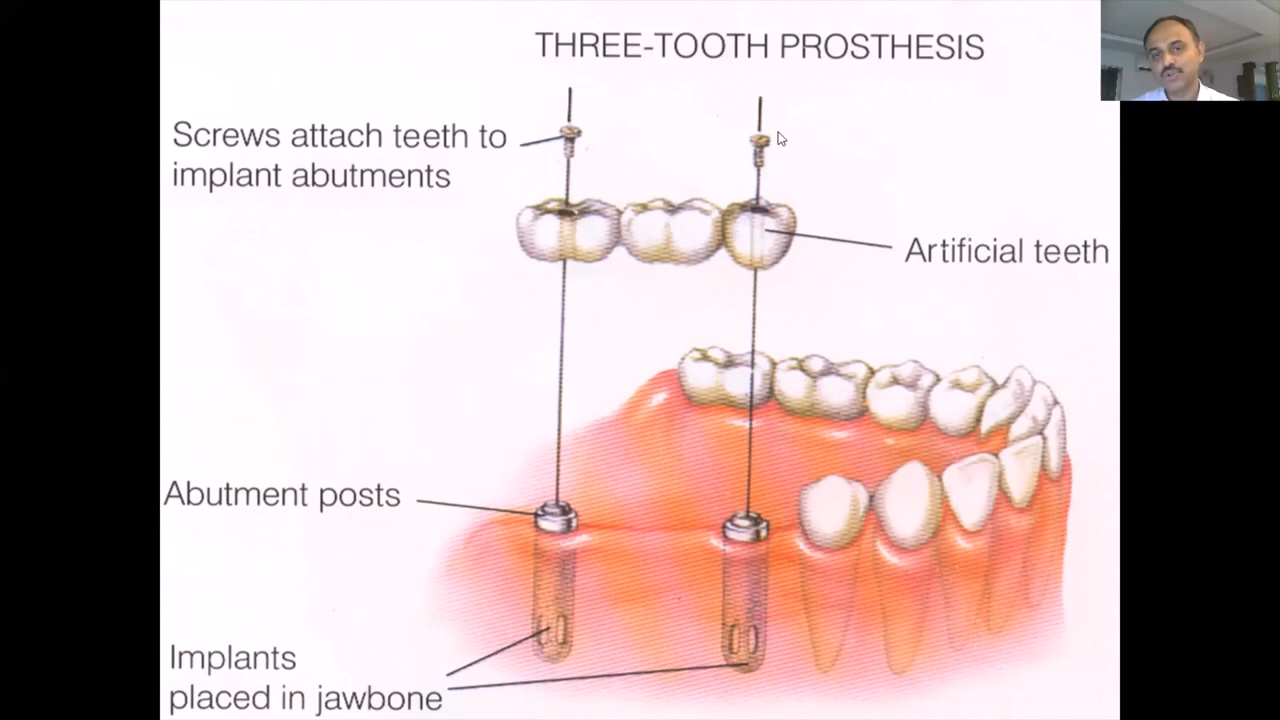 THREE-TOOTH PROSTHESIS
Screws attach teeth to
implant abutments
Artificial teeth
Abutment posts
Implants
placed in jawbone